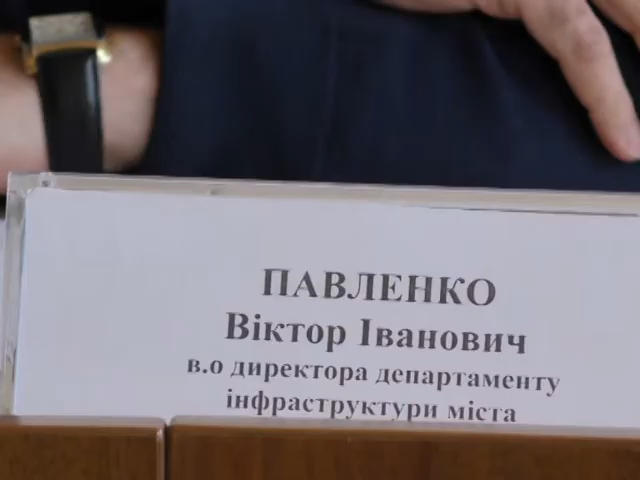 ПАВЛЕНКО
Віктор Іванович
в.о директора департаменту
інфраструктури міста